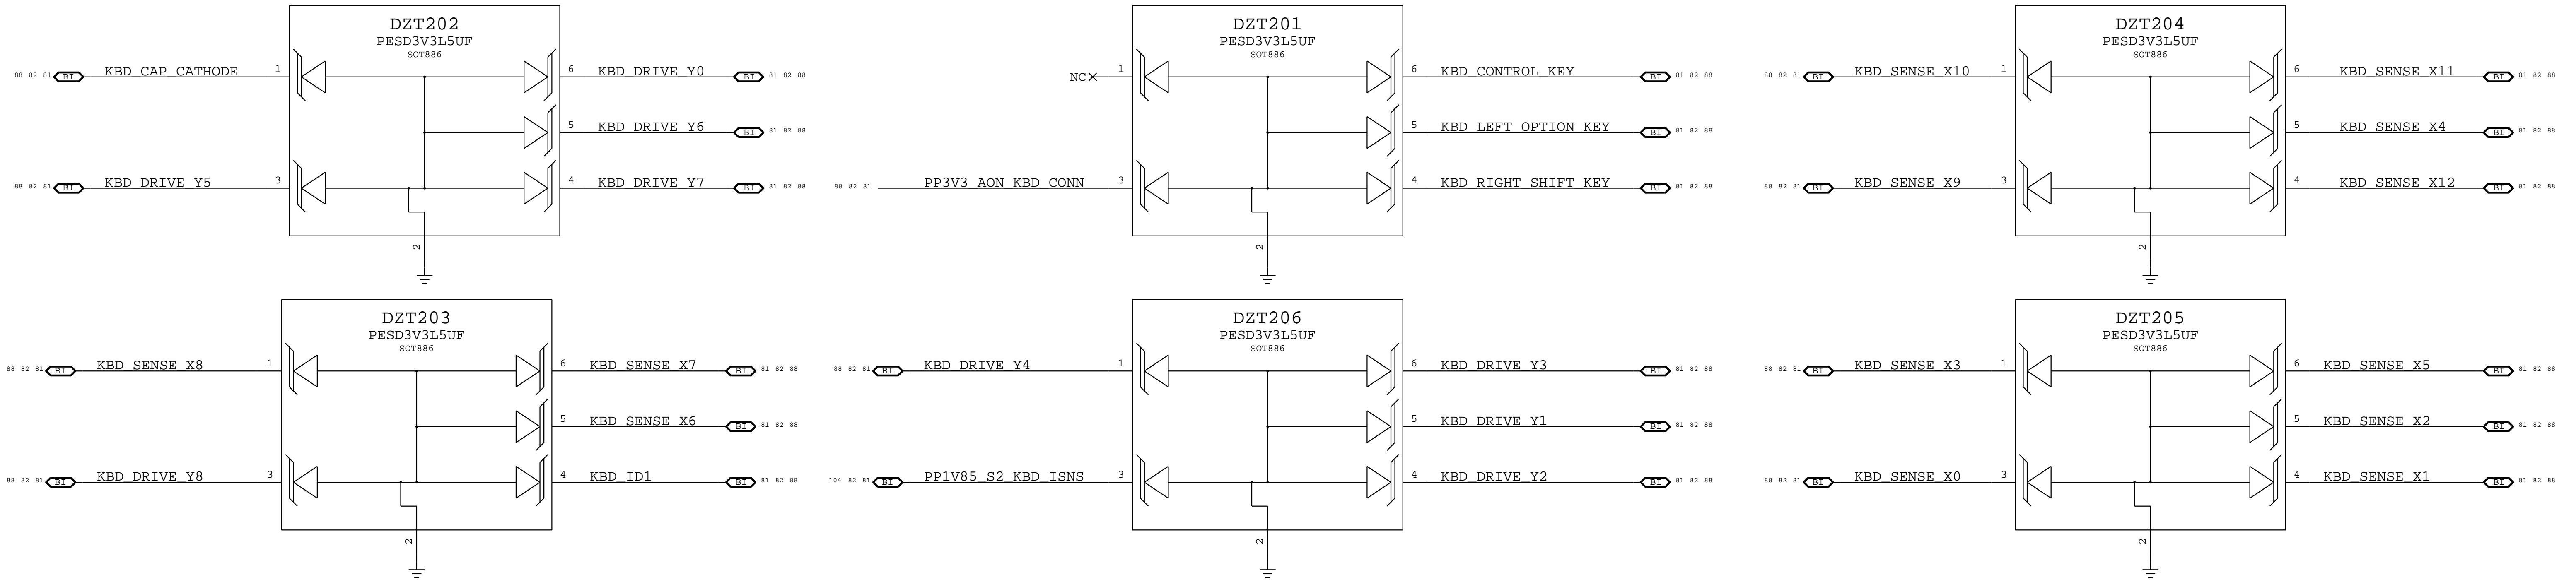 DZT202
PESD3V3L5UF
SOT886
88 82 81 BI KBD_CAP_CATHODE 1
6 KBD_DRIVE_Y0 BI 81 82 88
5 KBD_DRIVE_Y6 BI 81 82 88
88 82 81 BI KBD_DRIVE_Y5 3
4 KBD_DRIVE_Y7 BI 81 82 88
2
DZT201
PESD3V3L5UF
SOT886
NC 1
6 KBD_CONTROL_KEY BI 81 82 88
5 KBD_LEFT_OPTION_KEY BI 81 82 88
88 82 81 PP3V3_AON_KBD_CONN 3
4 KBD_RIGHT_SHIFT_KEY BI 81 82 88
2
DZT204
PESD3V3L5UF
SOT886
88 82 81 BI KBD_SENSE_X10 1
6 KBD_SENSE_X11 BI 81 82 88
5 KBD_SENSE_X4 BI 81 82 88
88 82 81 BI KBD_SENSE_X9 3
4 KBD_SENSE_X12 BI 81 82 88
2
DZT203
PESD3V3L5UF
SOT886
88 82 81 BI KBD_SENSE_X8 1
6 KBD_SENSE_X7 BI 81 82 88
5 KBD_SENSE_X6 BI 81 82 88
88 82 81 BI KBD_DRIVE_Y8 3
4 KBD_ID1 BI 81 82 88
2
DZT206
PESD3V3L5UF
SOT886
88 82 81 BI KBD_DRIVE_Y4 1
6 KBD_DRIVE_Y3 BI 81 82 88
5 KBD_DRIVE_Y1 BI 81 82 88
104 82 81 BI PP1V85_S2_KBD_ISNS 3
4 KBD_DRIVE_Y2 BI 81 82 88
2
DZT205
PESD3V3L5UF
SOT886
88 82 81 BI KBD_SENSE_X3 1
6 KBD_SENSE_X5 BI 81 82 88
5 KBD_SENSE_X2 BI 81 82 88
88 82 81 BI KBD_SENSE_X0 3
4 KBD_SENSE_X1 BI 81 82 88
2